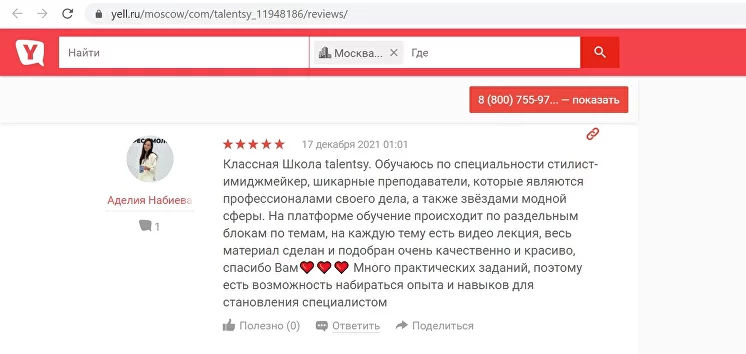 yell.ru/moscow/com/talentsy_11948186/reviews/
Y
Найти
Москва...
Где
8 (800) 755-97... — показать
17 декабря 2021 01:01
Классная Школа talentsy. Обучаюсь по специальности стилист-
имиджмейкер, шикарные преподаватели, которые являются
Аделия Набиева
профессионалами своего дела, а также звёздами модной
1
сферы. На платформе обучение происходит по раздельным
блокам по темам, на каждую тему есть видео лекция, весь
материал сделан и подобран очень качественно и красиво,
спасибо Вам❤❤❤ Много практических заданий, поэтому
есть возможность набираться опыта и навыков для
становления специалистом
Полезно (0) Ответить Поделиться